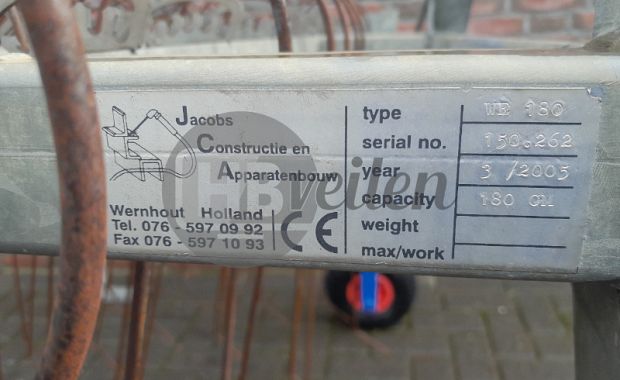 Jacobs
Constructie en
Apparatenbouw
Wernhout Holland
Tel. 076 - 597 09 92
Fax 076 - 597 10 93
CE
type WE 180
serial no. 150.262
year 3 /2005
capacity 180 CM
weight
max/work
HBveilen